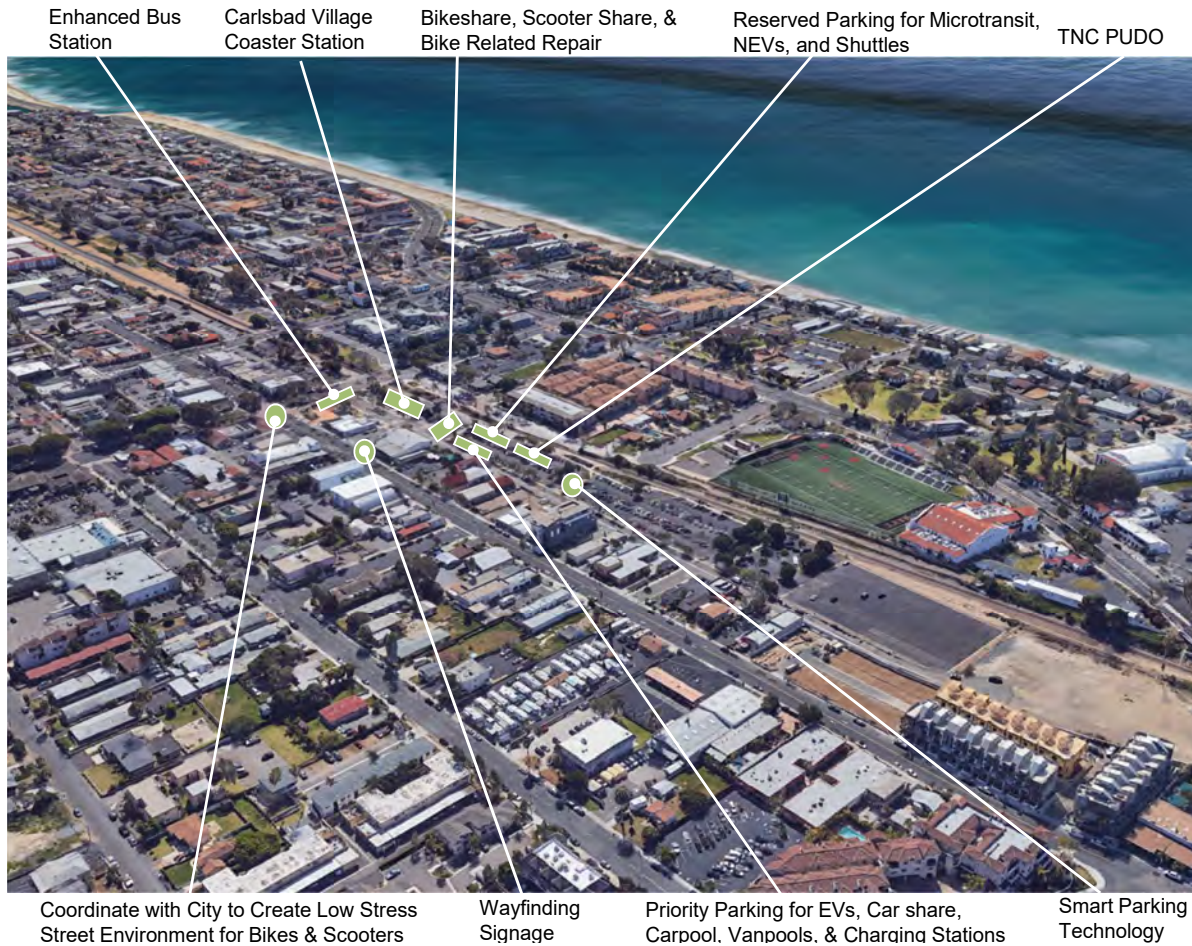 Enhanced Bus
Station
Carlsbad Village
Coaster Station
Bikeshare, Scooter Share, &
Bike Related Repair
Reserved Parking for Microtransit,
NEVs, and Shuttles
TNC PUDO
Coordinate with City to Create Low Stress
Street Environment for Bikes & Scooters
Wayfinding
Signage
Priority Parking for EVs, Car share,
Carpool, Vanpools, & Charging Stations
Smart Parking
Technology